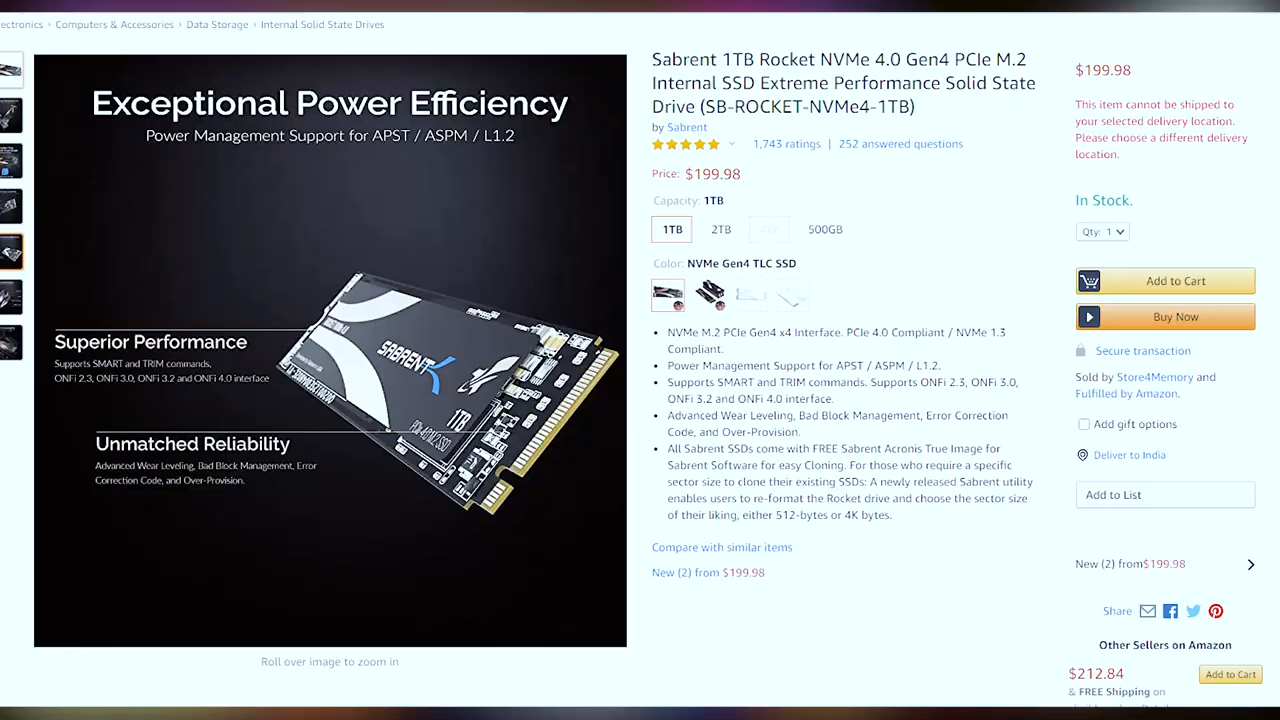 ectronics › Computers & Accessories › Data Storage › Internal Solid State Drives
Exceptional Power Efficiency
Power Management Support for APST / ASPM / L1.2
Superior Performance
Supports SMART and TRIM commands.
ONFi 2.3, ONFi 3.0, ONFi 3.2 and ONFi 4.0 interface
SABRENT
1TB
Unmatched Reliability
Advanced Wear Leveling, Bad Block Management, Error
Correction Code, and Over-Provision.
Roll over image to zoom in
Sabrent 1TB Rocket NVMe 4.0 Gen4 PCIe M.2
Internal SSD Extreme Performance Solid State
Drive (SB-ROCKET-NVMe4-1TB)
by Sabrent
1,743 ratings | 252 answered questions
Price: $199.98
Capacity: 1TB
1TB 2TB 4TB 500GB
Color: NVMe Gen4 TLC SSD
• NVMe M.2 PCIe Gen4 x4 Interface. PCIe 4.0 Compliant / NVMe 1.3
Compliant.
• Power Management Support for APST / ASPM / L1.2.
• Supports SMART and TRIM commands. Supports ONFi 2.3, ONFi 3.0,
ONFi 3.2 and ONFi 4.0 interface.
• Advanced Wear Leveling, Bad Block Management, Error Correction
Code, and Over-Provision.
• All Sabrent SSDs come with FREE Sabrent Acronis True Image for
Sabrent Software for easy Cloning. For those who require a specific
sector size to clone their existing SSDs: A newly released Sabrent utility
enables users to re-format the Rocket drive and choose the sector size
of their liking, either 512-bytes or 4K bytes.
Compare with similar items
New (2) from $199.98
$199.98
This item cannot be shipped to
your selected delivery location.
Please choose a different delivery
location.
In Stock.
Qty: 1
Add to Cart
Buy Now
Secure transaction
Sold by Store4Memory and
Fulfilled by Amazon.
Add gift options
Deliver to India
Add to List
New (2) from$199.98
Share
Other Sellers on Amazon
$212.84
Add to Cart
& FREE Shipping on